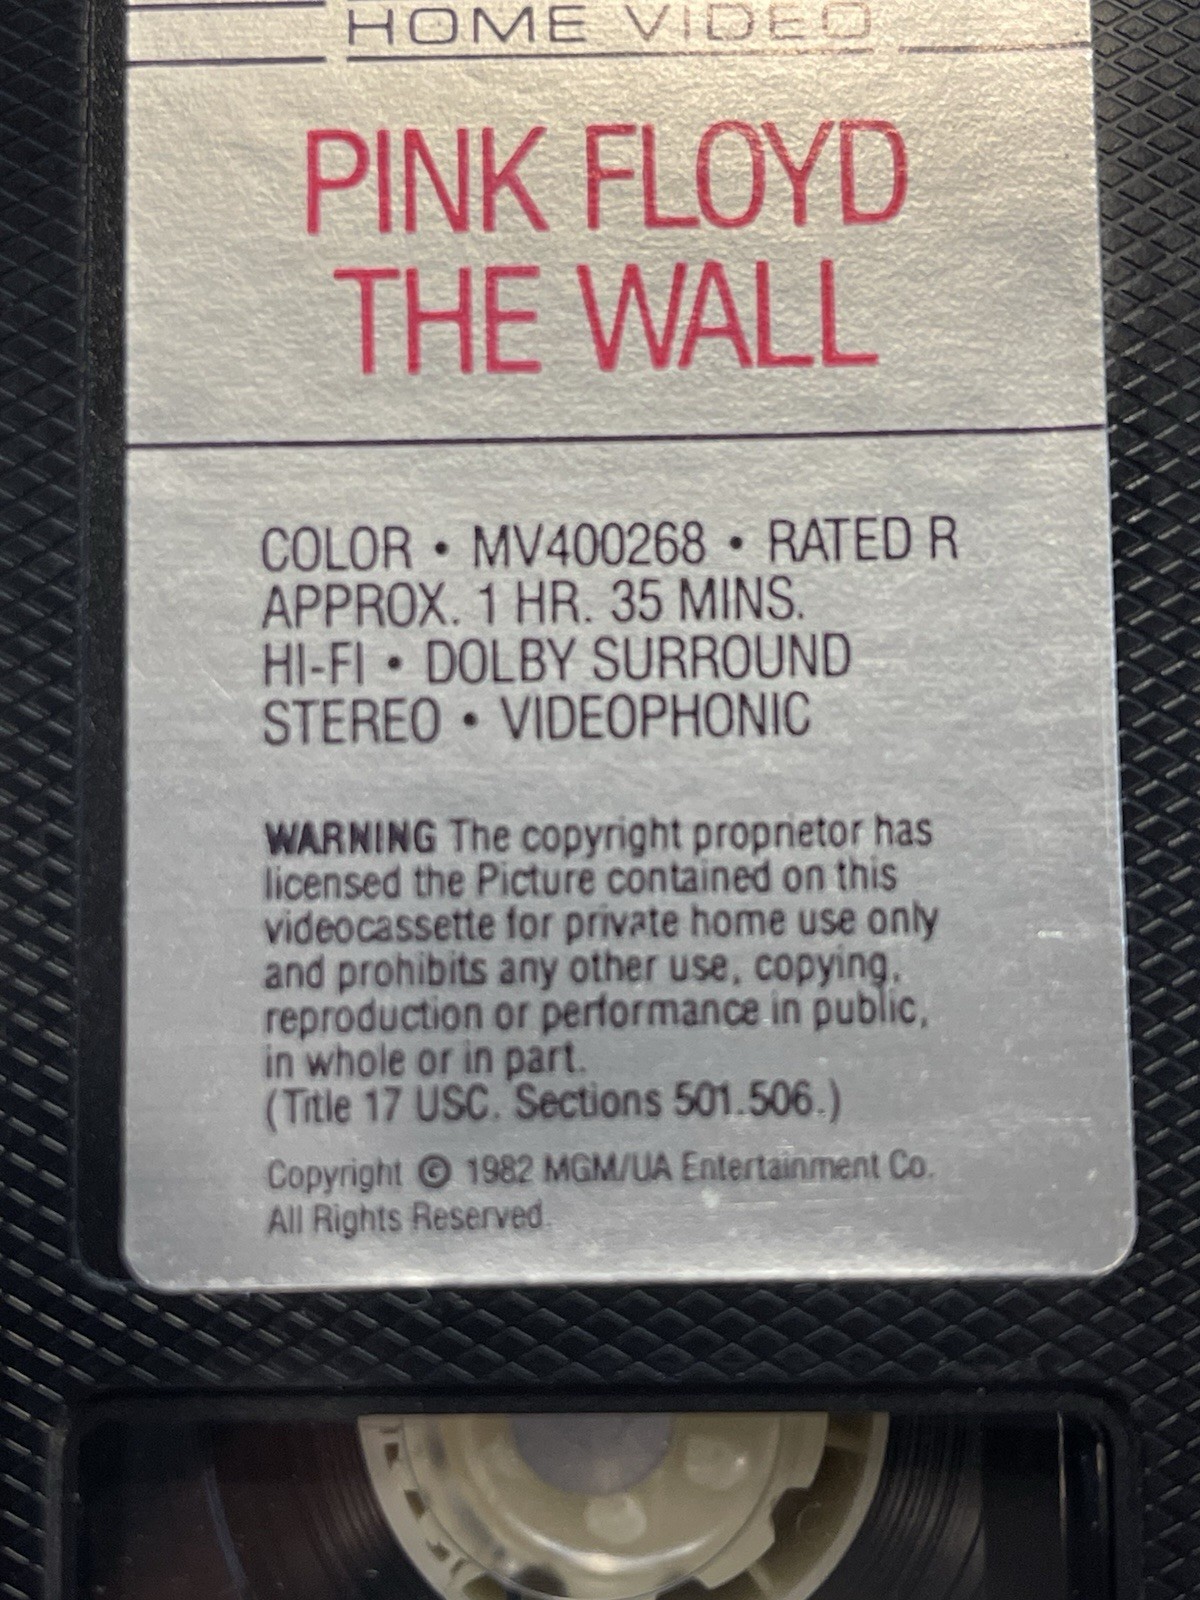 HOME VIDEO
PINK FLOYD
THE WALL
COLOR • MV400268 • RATED R
APPROX. 1 HR. 35 MINS.
HI-FI • DOLBY SURROUND
STEREO • VIDEOPHONIC
WARNING The copyright proprietor has
licensed the Picture contained on this
videocassette for private home use only
and prohibits any other use, copying,
reproduction or performance in public,
in whole or in part.
(Title 17 USC. Sections 501.506.)
Copyright © 1982 MGM/UA Entertainment Co.
All Rights Reserved.